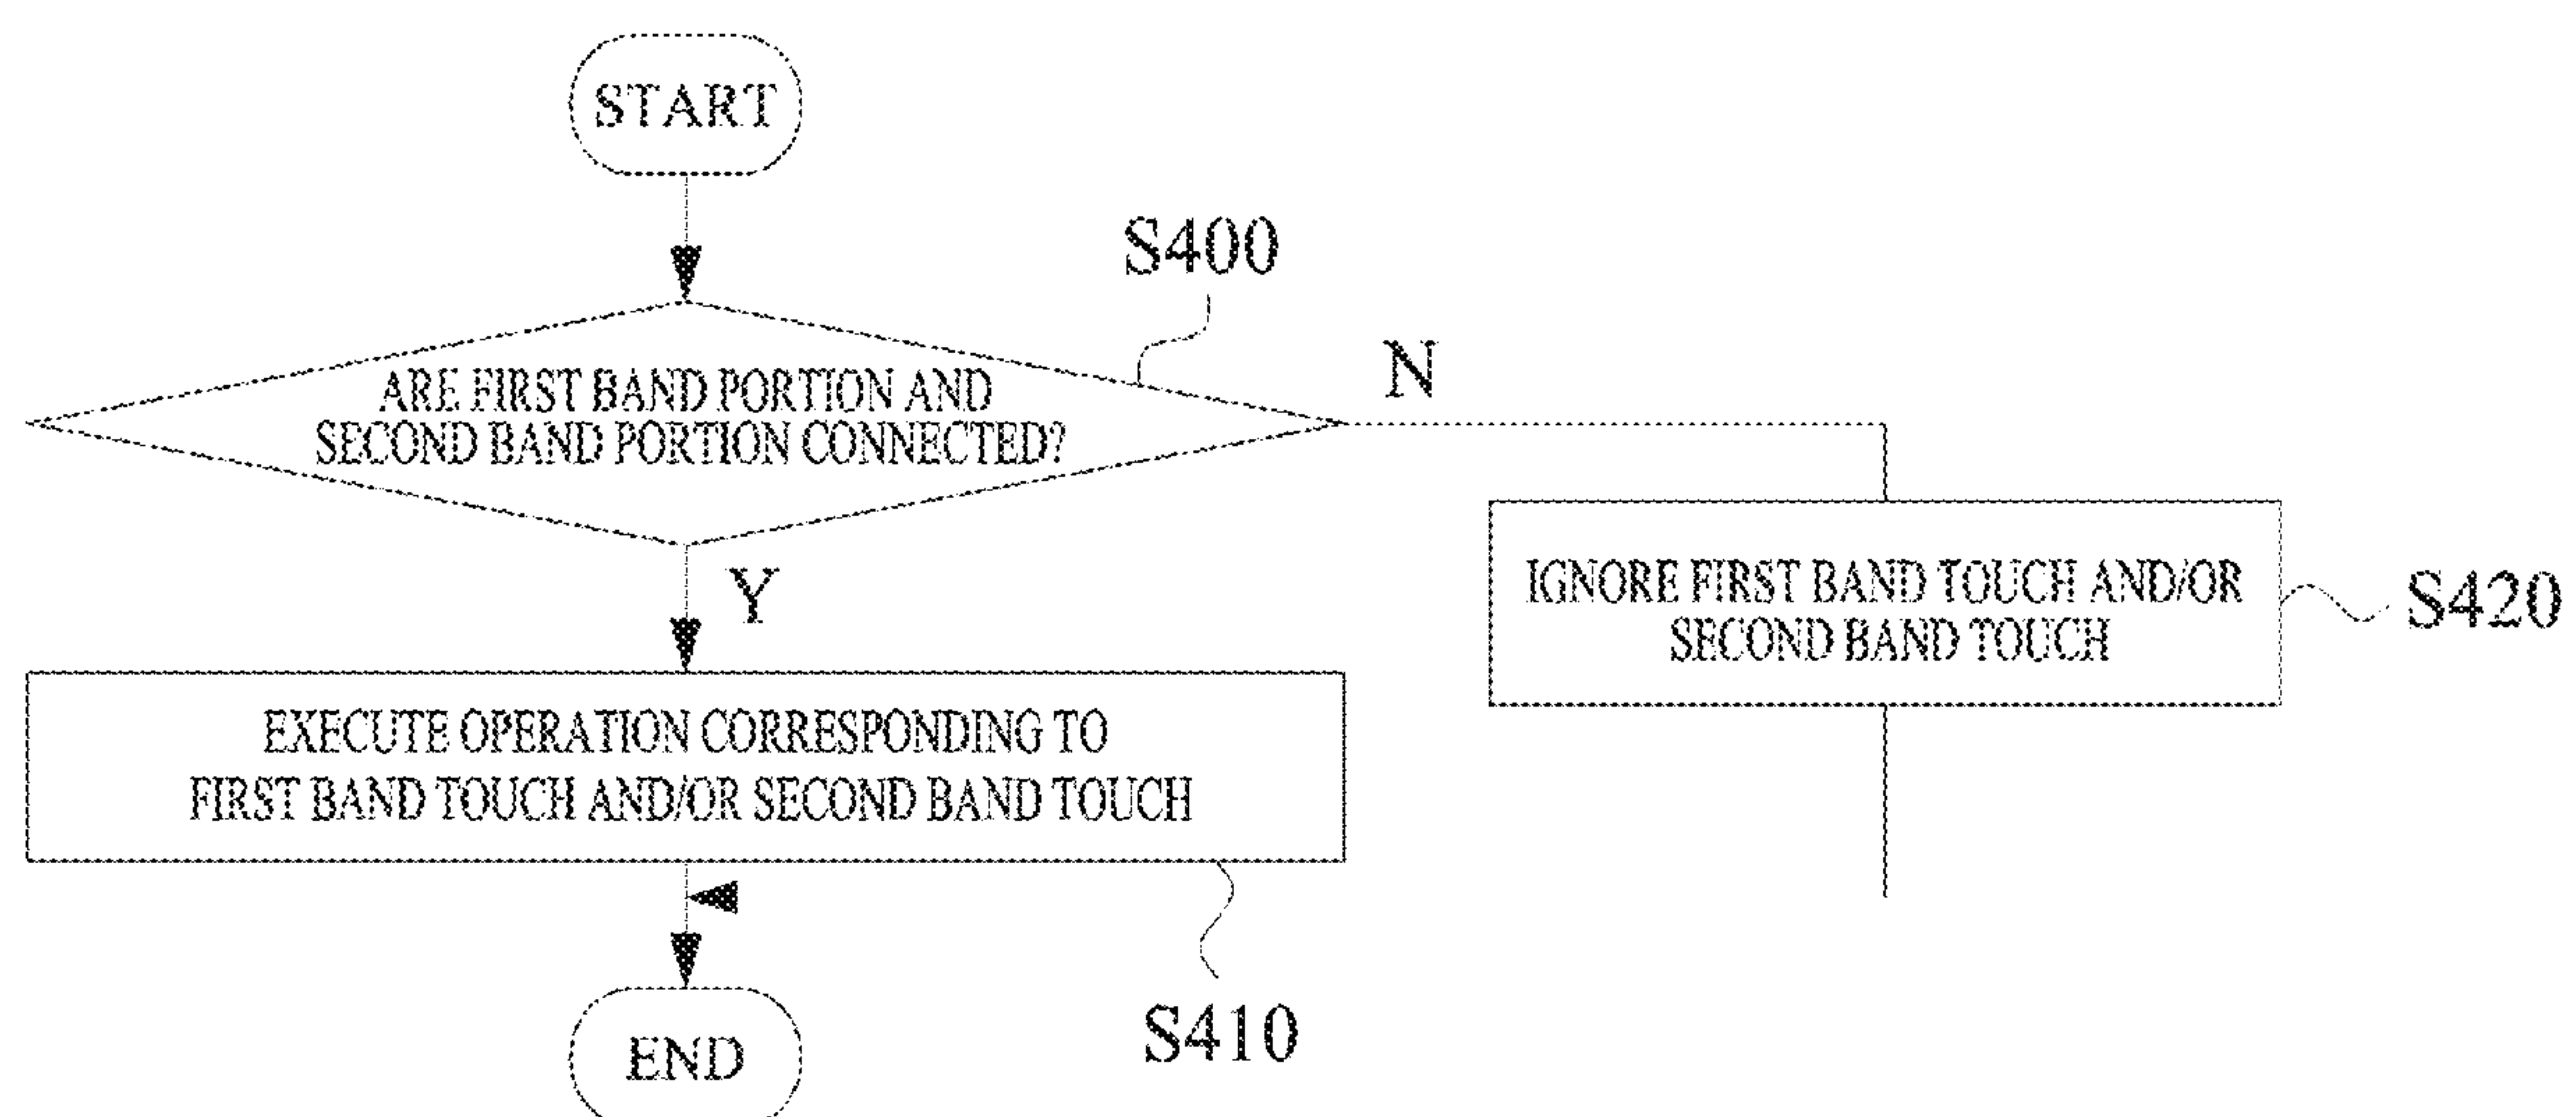 START
S400
ARE FIRST BAND PORTION AND
SECOND BAND PORTION CONNECTED?
N
Y
IGNORE FIRST BAND TOUCH AND/OR
SECOND BAND TOUCH
S420
EXECUTE OPERATION CORRESPONDING TO
FIRST BAND TOUCH AND/OR SECOND BAND TOUCH
S410
END